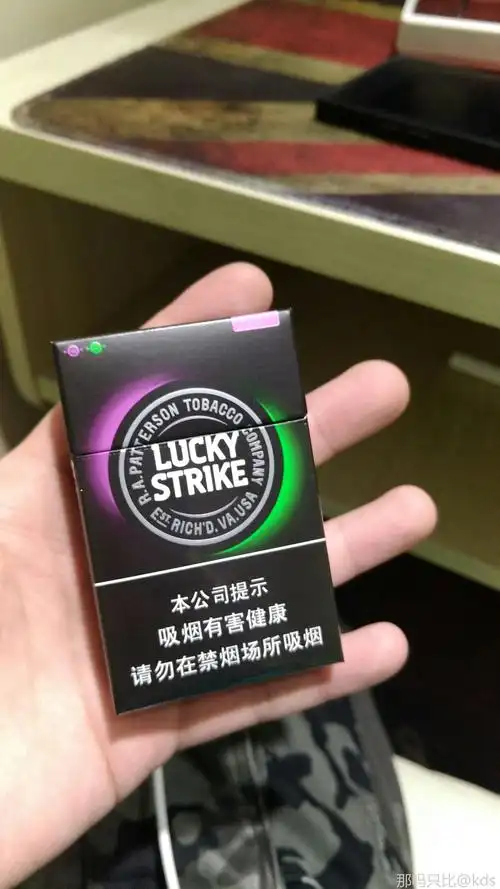 R.A.PATTERSON TOBACCO COMPANY
LUCKY
STRIKE
EST. RICH'D. VA. USA
本公司提示
吸烟有害健康
请勿在禁烟场所吸烟
那吗只比@kds